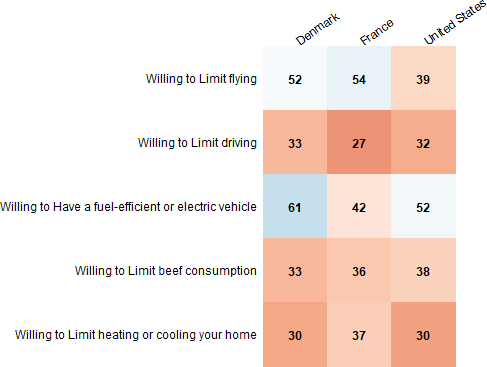 Denmark France United States
Willing to Limit flying 52 54 39
Willing to Limit driving 33 27 32
Willing to Have a fuel-efficient or electric vehicle 61 42 52
Willing to Limit beef consumption 33 36 38
Willing to Limit heating or cooling your home 30 37 30